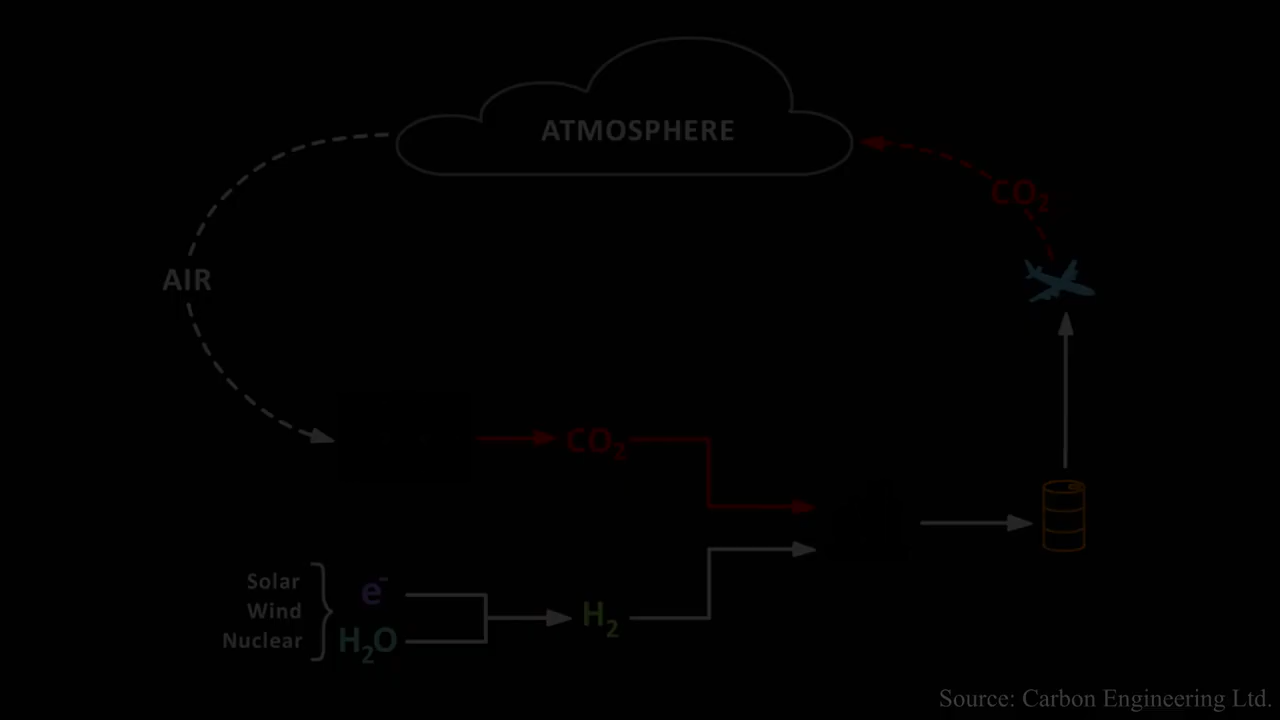 ATMOSPHERE
CO₂
AIR
CO₂
Solar
Wind
Nuclear
e⁻
H₂O
H₂
Source: Carbon Engineering Ltd.